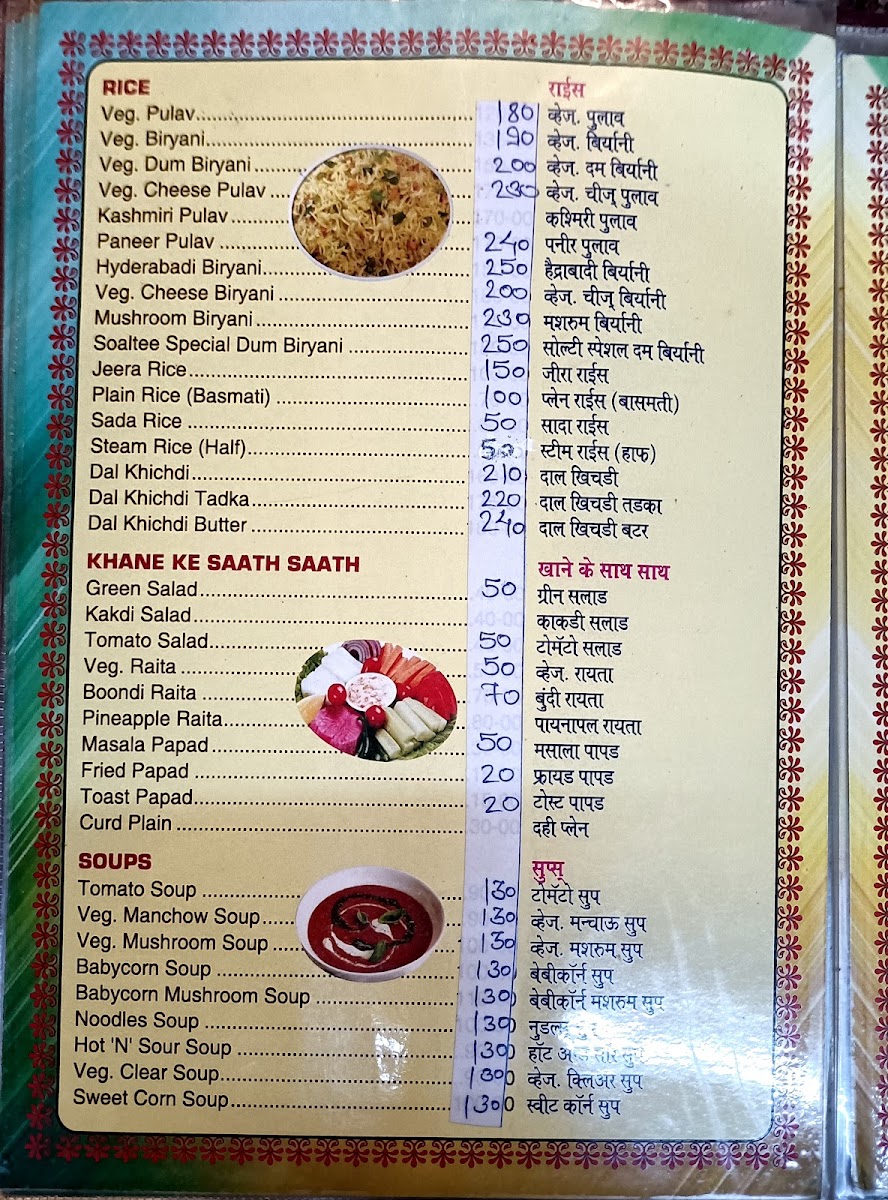 RICE राईस
Veg. Pulav 180 व्हेज. पुलाव
Veg. Biryani 190 व्हेज. बिर्यानी
Veg. Dum Biryani 200 व्हेज. दम बिर्यानी
Veg. Cheese Pulav 230 व्हेज. चीज् पुलाव
Kashmiri Pulav कश्मिरी पुलाव
Paneer Pulav 240 पनीर पुलाव
Hyderabadi Biryani 250 हैद्राबादी बिर्यानी
Veg. Cheese Biryani 200 व्हेज. चीज् बिर्यानी
Mushroom Biryani 230 मशरुम बिर्यानी
Soaltee Special Dum Biryani 250 सोल्टी स्पेशल दम बिर्यानी
Jeera Rice 150 जीरा राईस
Plain Rice (Basmati) 100 प्लेन राईस (बासमती)
Sada Rice 50 सादा राईस
Steam Rice (Half) 50 स्टीम राईस (हाफ)
Dal Khichdi 210 दाल खिचडी
Dal Khichdi Tadka 220 दाल खिचडी तडका
Dal Khichdi Butter 240 दाल खिचडी बटर
KHANE KE SAATH SAATH खाने के साथ साथ
Green Salad 50 ग्रीन सलाड
Kakdi Salad काकडी सलाड
Tomato Salad 50 टोमॅटो सलाड
Veg. Raita 50 व्हेज. रायता
Boondi Raita 70 बुंदी रायता
Pineapple Raita पायनापल रायता
Masala Papad 50 मसाला पापड
Fried Papad 20 फ्रायड पापड
Toast Papad 20 टोस्ट पापड
Curd Plain दही प्लेन
SOUPS सुप्स्
Tomato Soup 130 टोमॅटो सुप
Veg. Manchow Soup 130 व्हेज. मन्चाऊ सुप
Veg. Mushroom Soup 130 व्हेज. मशरुम सुप
Babycorn Soup 130 बेबीकॉर्न सुप
Babycorn Mushroom Soup 130 बेबीकॉर्न मशरुम सुप
Noodles Soup 130
Hot 'N' Sour Soup 130 हॉट सुप
Veg. Clear Soup व्हेज. क्लिअर सुप
Sweet Corn Soup 130 स्वीट कॉर्न सुप